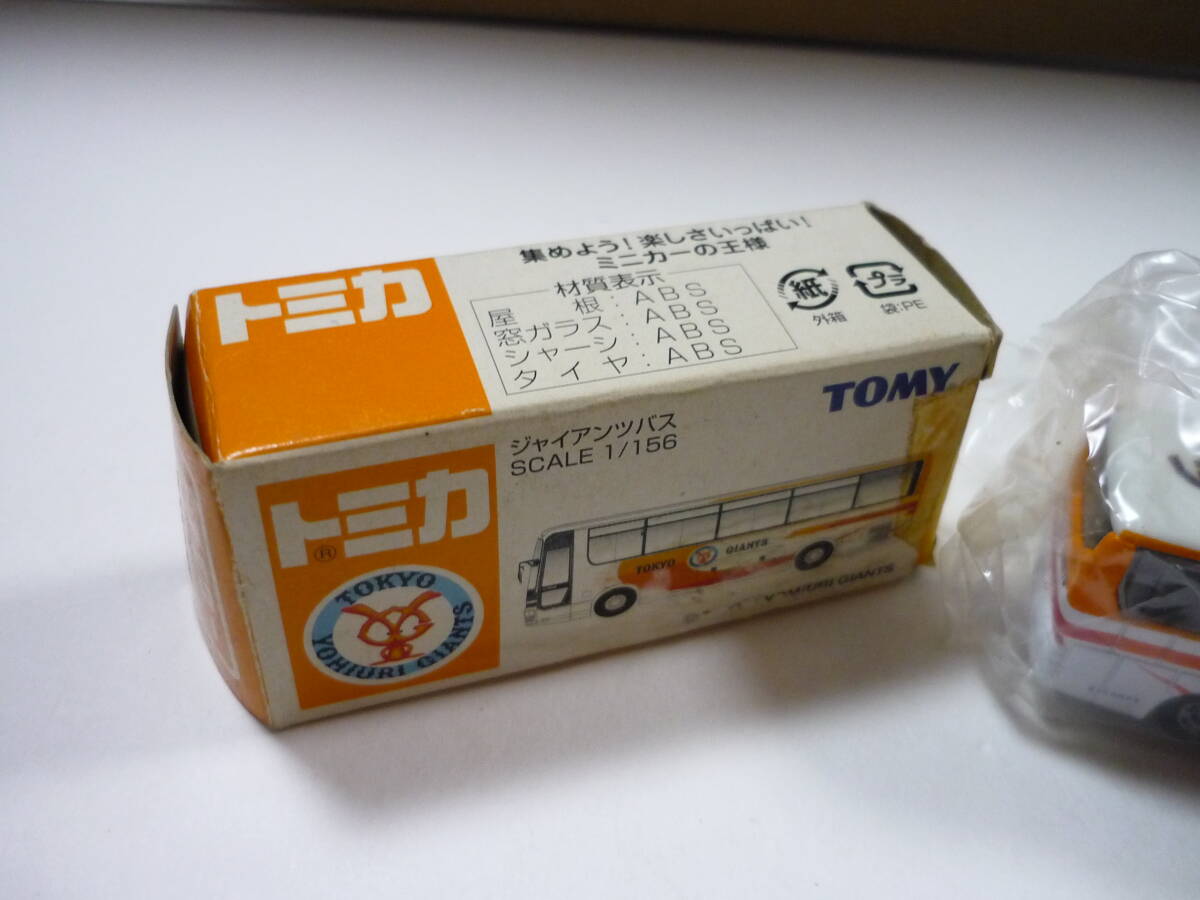 集めよう！楽しさいっぱい！
ミニカーの王様
トミカ
材質表示
屋根：ABS
窓ガラス：ABS
シャーシ：ABS
タイヤ：ABS
紙
外箱
プラ
袋：PE
TOMY
ジャイアンツバス
SCALE 1/156
トミカ
®
TOKYO
YOMIURI GIANTS
TOKYO GIANTS
YOMIURI GIANTS